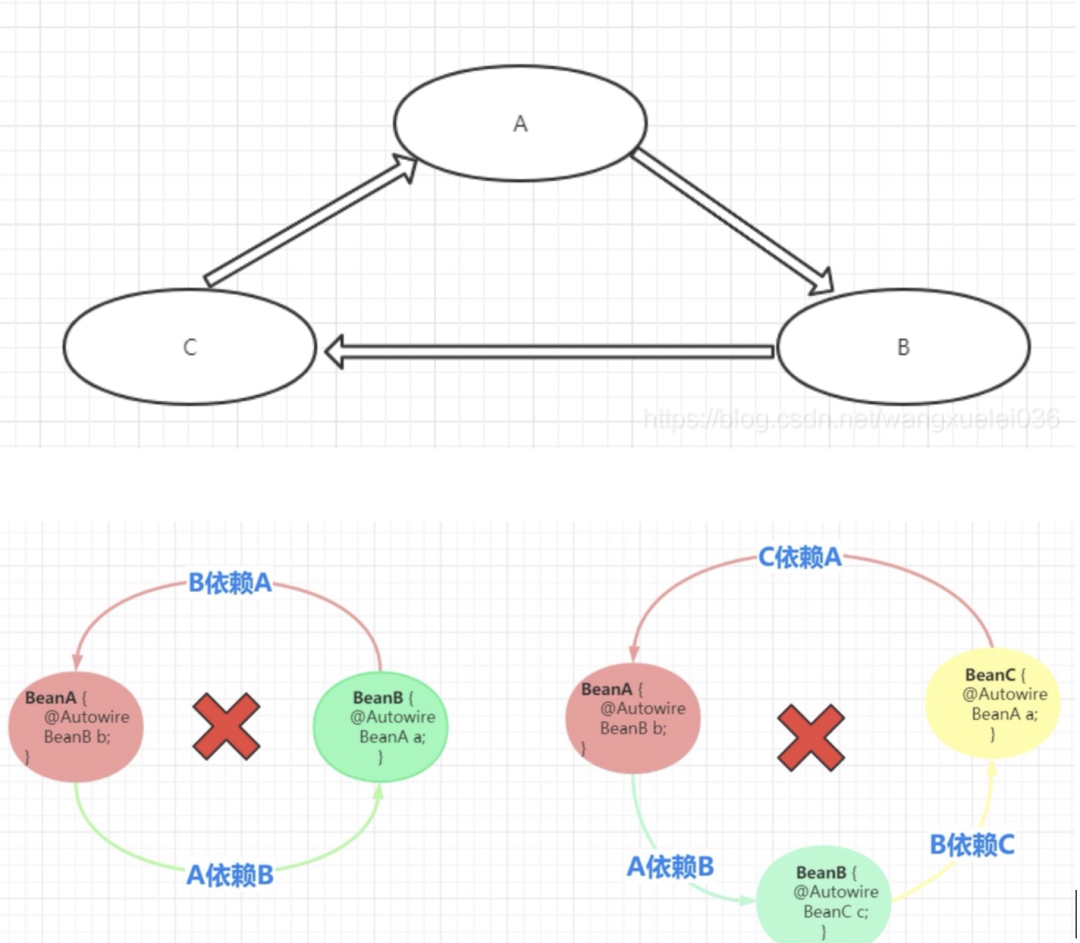 A
C
B
https://blog.csdn.net/wangxuelei036
B依赖A
BeanA {
@Autowire
BeanB b;
}
BeanB {
@Autowire
BeanA a;
}
A依赖B
C依赖A
BeanA {
@Autowire
BeanB b;
}
BeanC {
@Autowire
BeanA a;
}
A依赖B
B依赖C
BeanB {
@Autowire
BeanC c;
}